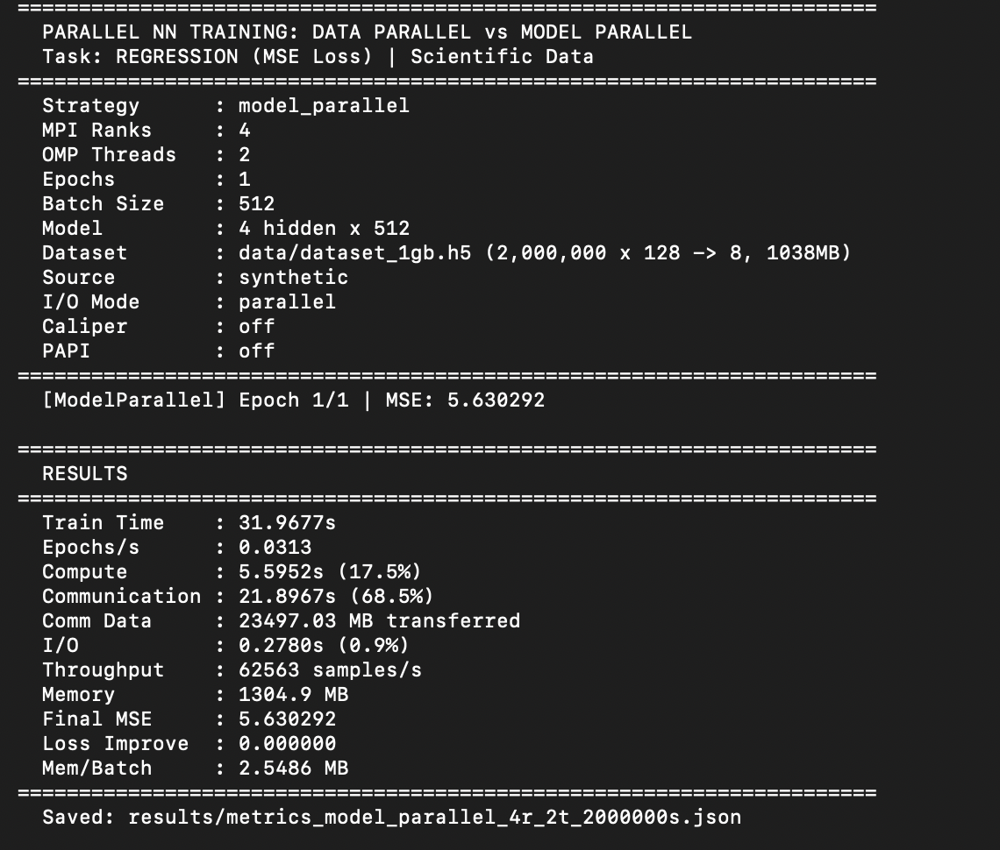 ======================================================================
PARALLEL NN TRAINING: DATA PARALLEL vs MODEL PARALLEL
Task: REGRESSION (MSE Loss) | Scientific Data
======================================================================
Strategy      : model_parallel
MPI Ranks     : 4
OMP Threads   : 2
Epochs        : 1
Batch Size    : 512
Model         : 4 hidden x 512
Dataset       : data/dataset_1gb.h5 (2,000,000 x 128 -> 8, 1038MB)
Source        : synthetic
I/O Mode      : parallel
Caliper       : off
PAPI          : off
======================================================================
[ModelParallel] Epoch 1/1 | MSE: 5.630292
======================================================================
RESULTS
======================================================================
Train Time    : 31.9677s
Epochs/s      : 0.0313
Compute       : 5.5952s (17.5%)
Communication : 21.8967s (68.5%)
Comm Data     : 23497.03 MB transferred
I/O           : 0.2780s (0.9%)
Throughput    : 62563 samples/s
Memory        : 1304.9 MB
Final MSE     : 5.630292
Loss Improve  : 0.000000
Mem/Batch     : 2.5486 MB
======================================================================
Saved: results/metrics_model_parallel_4r_2t_2000000s.json